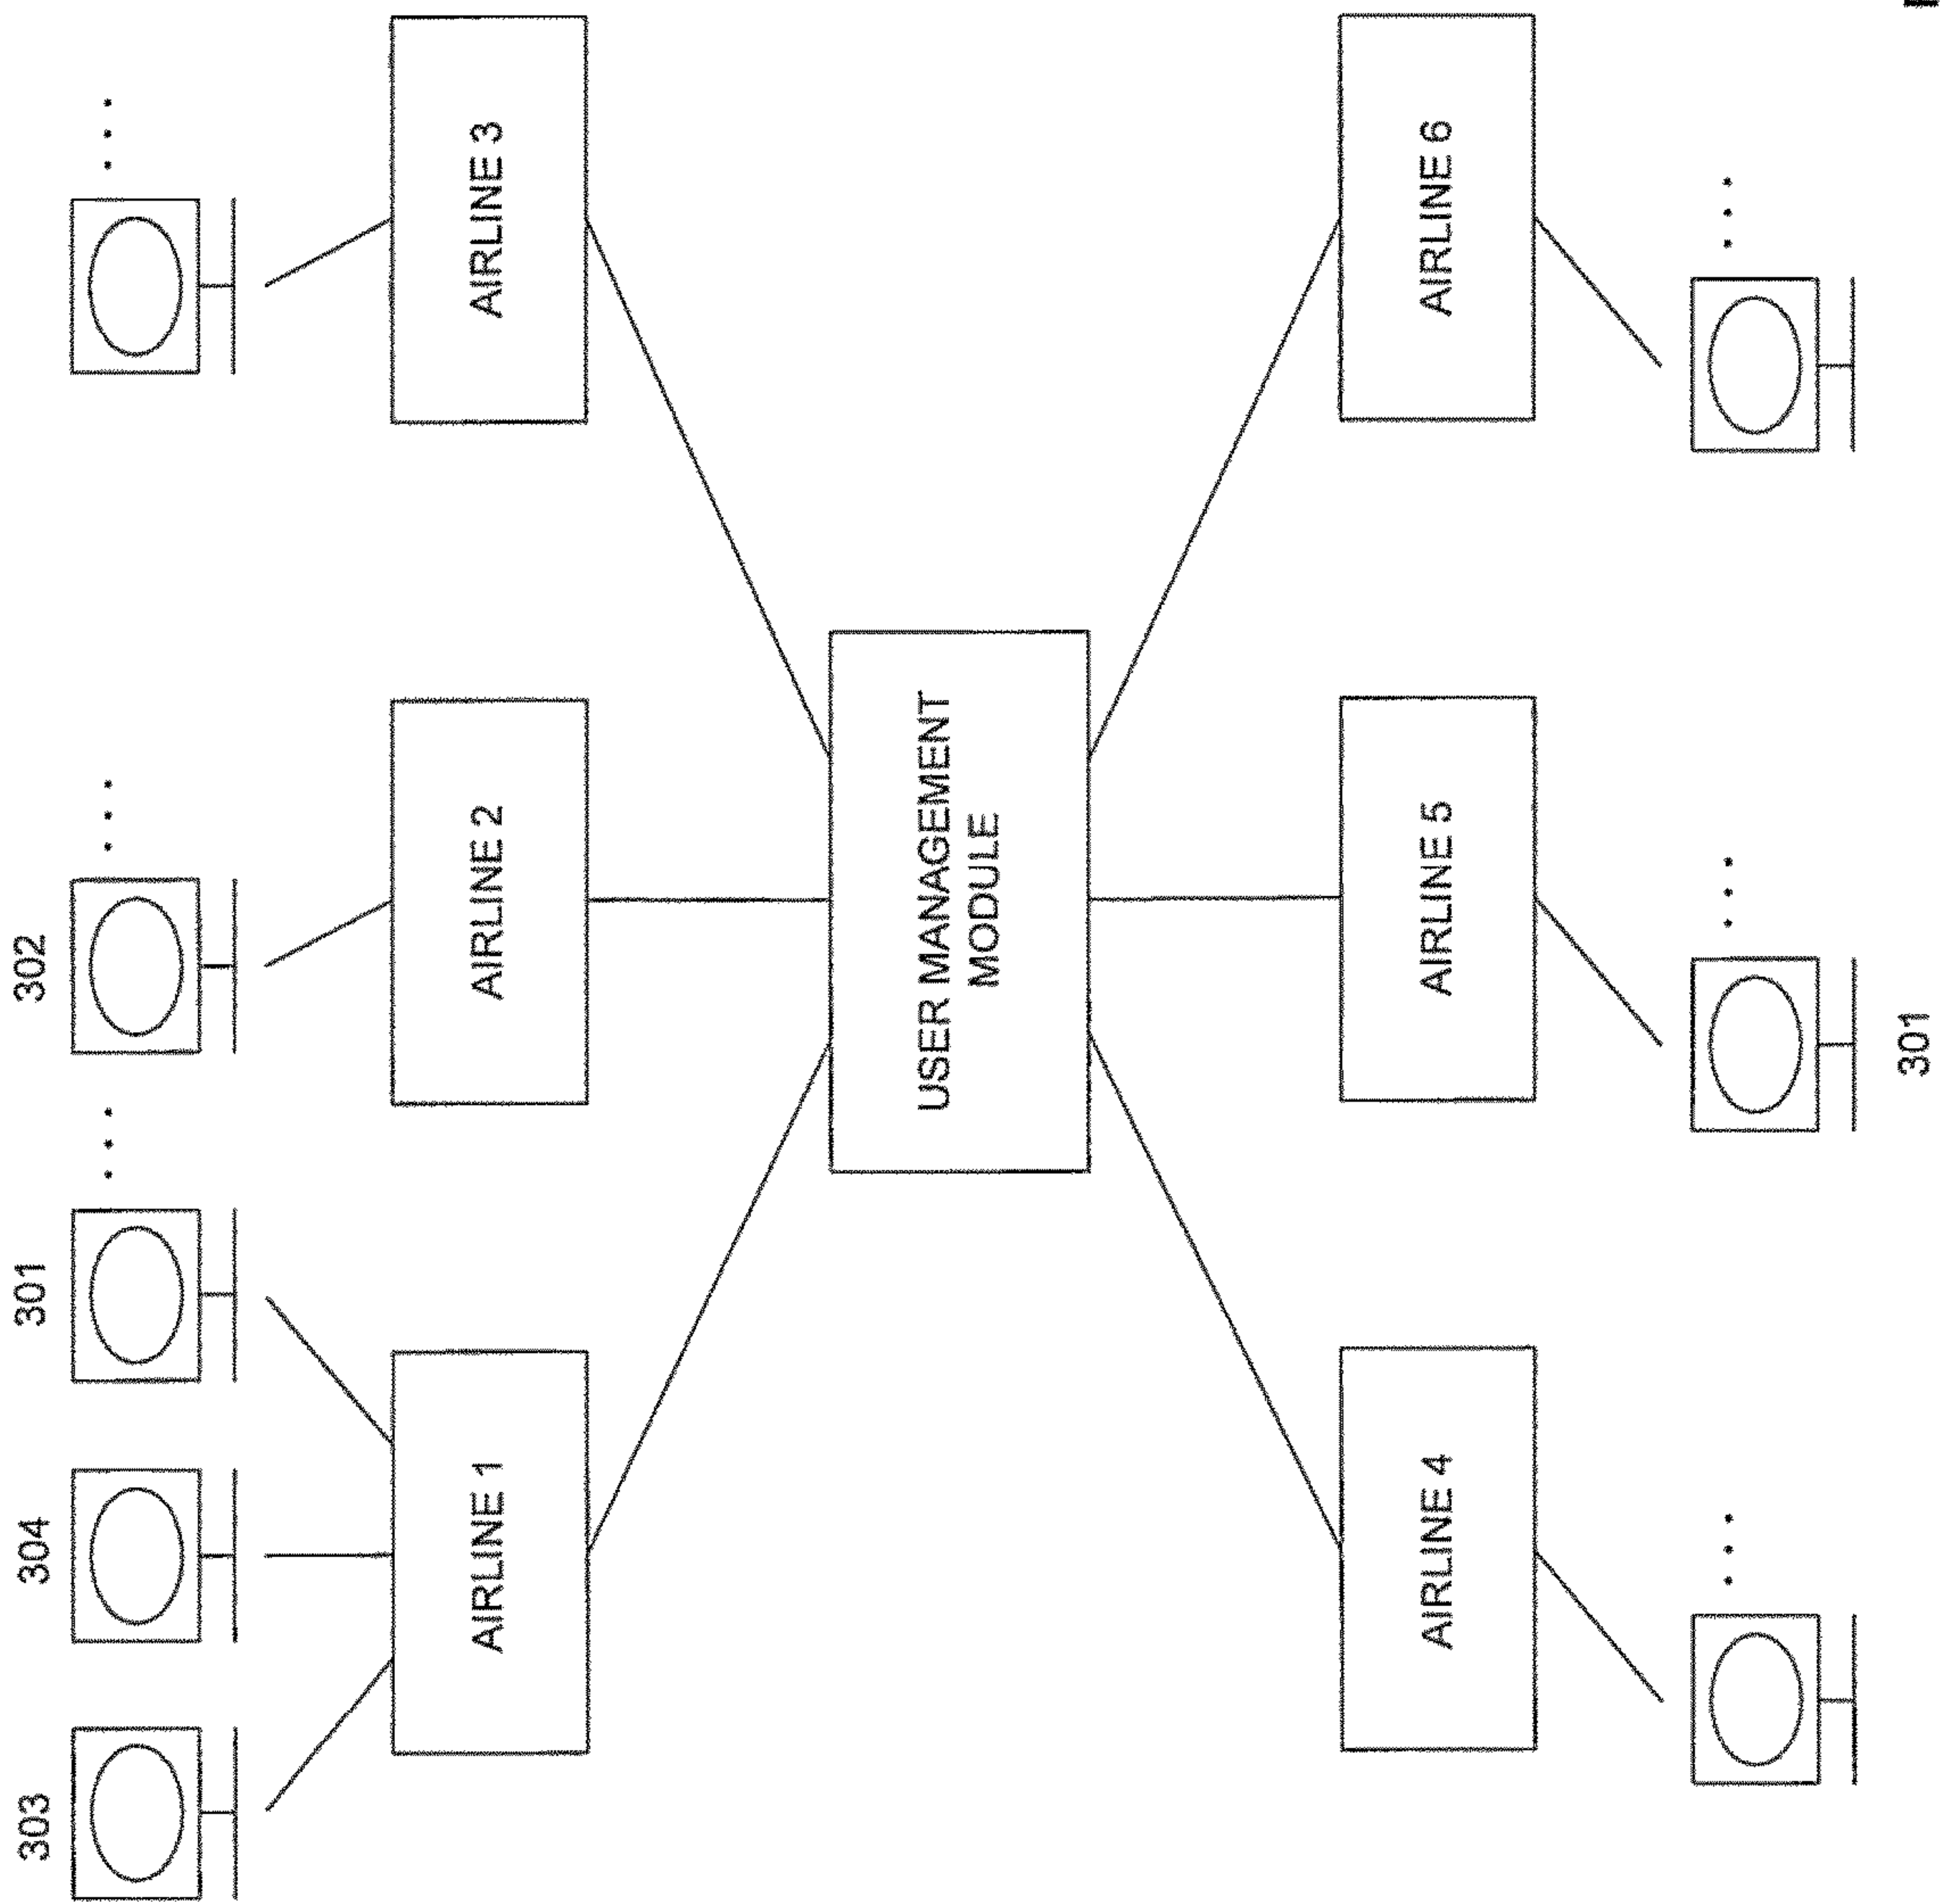 303
304
301
302
AIRLINE 1
AIRLINE 2
AIRLINE 3
USER MANAGEMENT
MODULE
AIRLINE 4
AIRLINE 5
AIRLINE 6
301